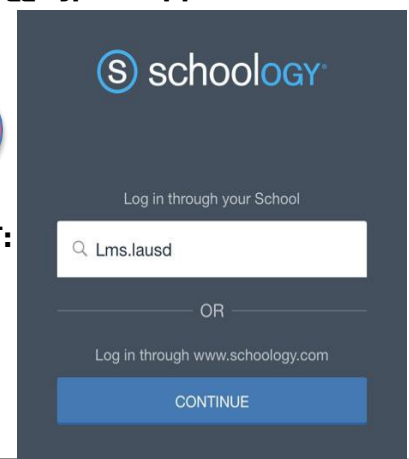 S schoology®
Log in through your School
T:
Lms.lausd
OR
Log in through www.schoology.com
CONTINUE